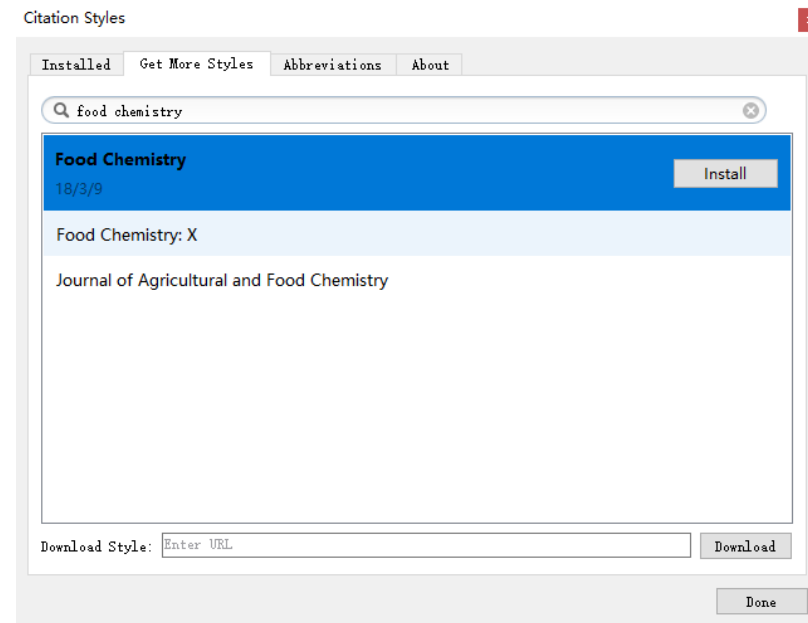 Citation Styles
Installed Get More Styles Abbreviations About
food chemistry
Food Chemistry
18/3/9
Install
Food Chemistry: X
Journal of Agricultural and Food Chemistry
Download Style: Enter URL Download
Done